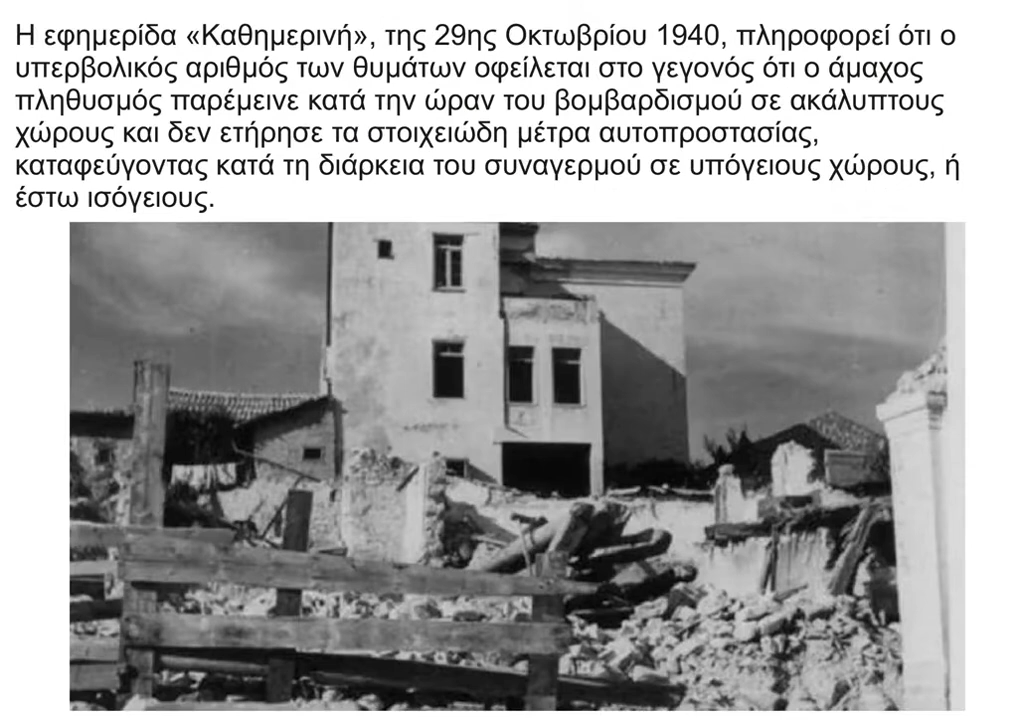 Η εφημερίδα «Καθημερινή», της 29ης Οκτωβρίου 1940, πληροφορεί ότι ο
υπερβολικός αριθμός των θυμάτων οφείλεται στο γεγονός ότι ο άμαχος
πληθυσμός παρέμεινε κατά την ώραν του βομβαρδισμού σε ακάλυπτους
χώρους και δεν ετήρησε τα στοιχειώδη μέτρα αυτοπροστασίας,
καταφεύγοντας κατά τη διάρκεια του συναγερμού σε υπόγειους χώρους, ή
έστω ισόγειους.